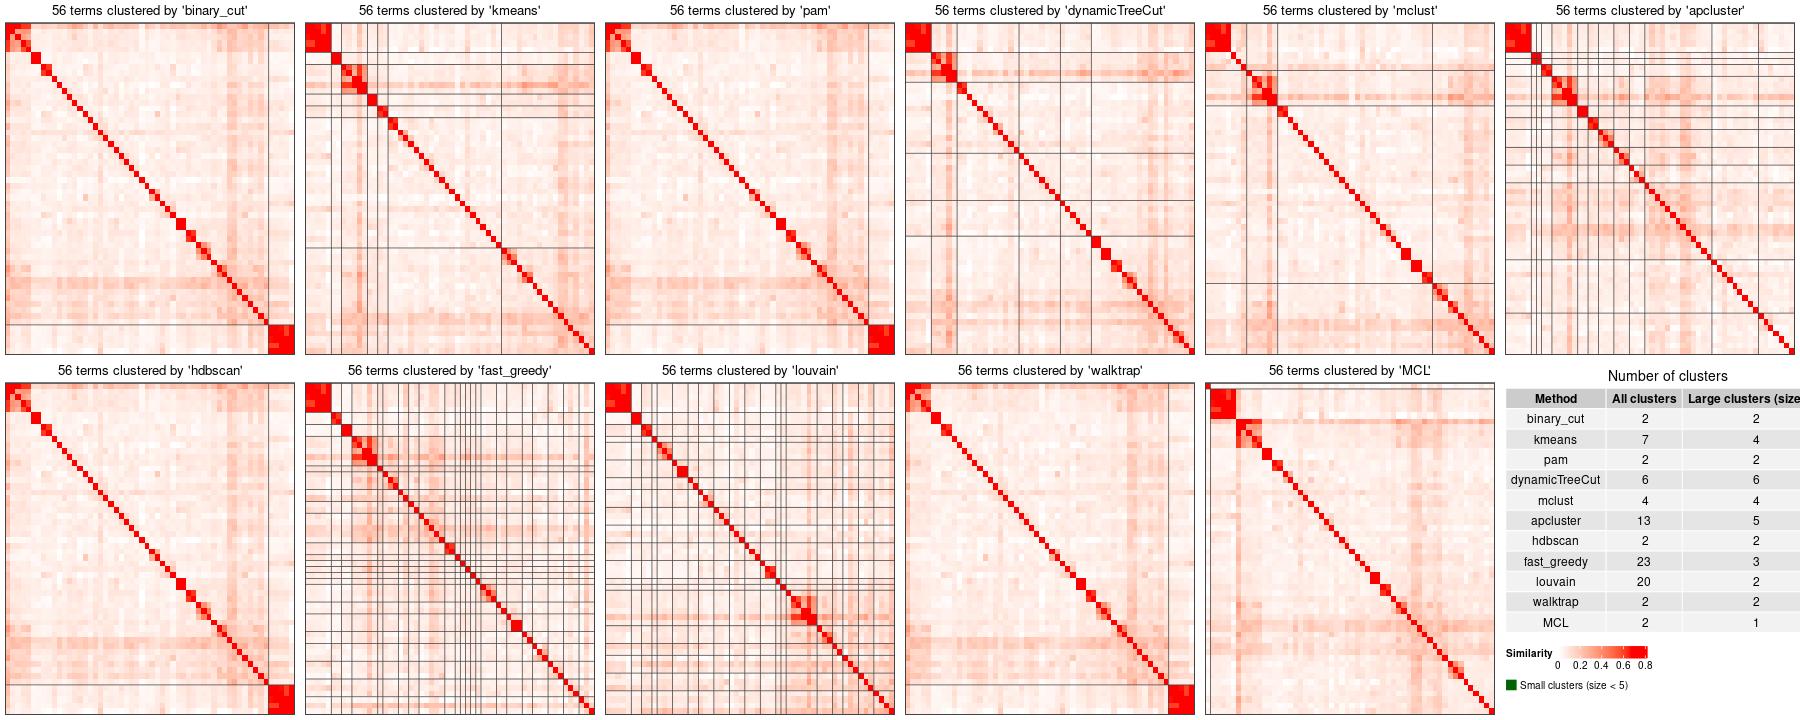 56 terms clustered by 'binary_cut'
56 terms clustered by 'kmeans'
56 terms clustered by 'pam'
56 terms clustered by 'dynamicTreeCut'
56 terms clustered by 'mclust'
56 terms clustered by 'apcluster'
56 terms clustered by 'hdbscan'
56 terms clustered by 'fast_greedy'
56 terms clustered by 'louvain'
56 terms clustered by 'walktrap'
56 terms clustered by 'MCL'
Number of clusters
Method All clusters Large clusters (size
binary_cut 2 2
kmeans 7 4
pam 2 2
dynamicTreeCut 6 6
mclust 4 4
apcluster 13 5
hdbscan 2 2
fast_greedy 23 3
louvain 20 2
walktrap 2 2
MCL 2 1
Similarity
0 0.2 0.4 0.6 0.8
Small clusters (size < 5)